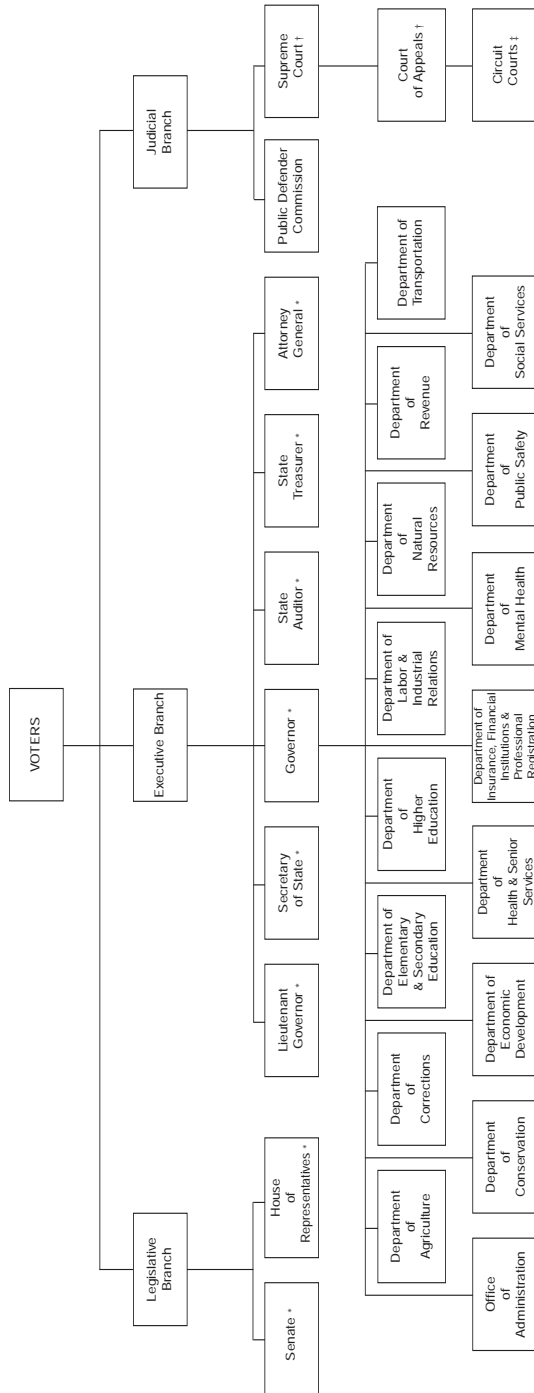 VOTERS
Legislative
Branch
Executive Branch
Judicial
Branch
Senate *
House
of
Representatives *
Lieutenant
Governor *
Secretary
of State *
Governor *
State
Auditor *
State
Treasurer *
Attorney
General *
Public Defender
Commission
Supreme
Court †
Department
of
Agriculture
Department
of
Corrections
Department of
Elementary
& Secondary
Education
Department
of
Higher
Education
Department of
Labor &
Industrial
Relations
Department
of
Natural
Resources
Department
of
Revenue
Department of
Transportation
Court
of Appeals †
Office
of
Administration
Department
of
Conservation
Department of
Economic
Development
Department
of
Health & Senior
Services
Department of
Insurance, Financial
Institutions &
Professional
Registration
Department
of
Mental Health
Department
of
Public Safety
Department
of
Social Services
Circuit
Courts ‡